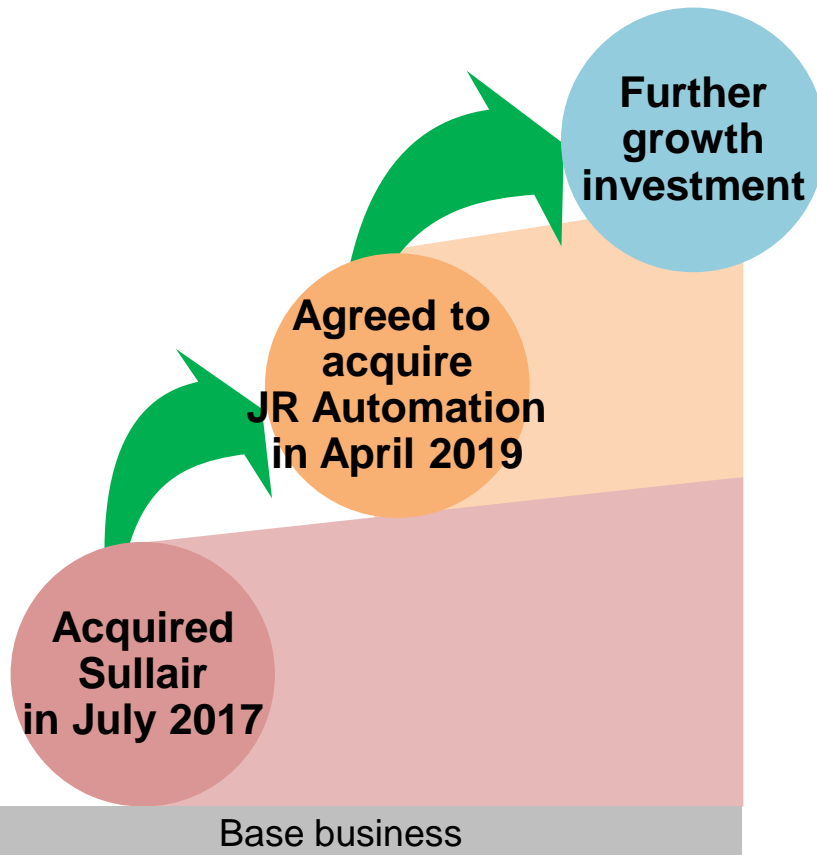 Further
growth
investment
Agreed to
acquire
JR Automation
in April 2019
Acquired
Sullair
in July 2017
Base business